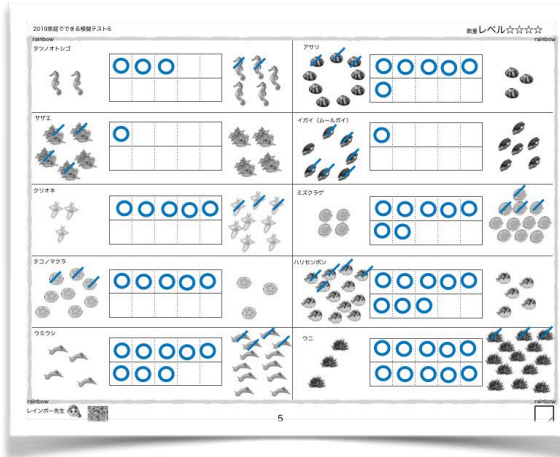 2019家庭でできる模擬テスト6
数量レベル☆☆☆☆
rainbow
rainbow
タツノオトシゴ
アサリ
サザエ
イガイ（ムールガイ）
クリオネ
ミズクラゲ
タコノマクラ
ハリセンボン
ウミウシ
ウニ
rainbow
rainbow
レインボー先生
5